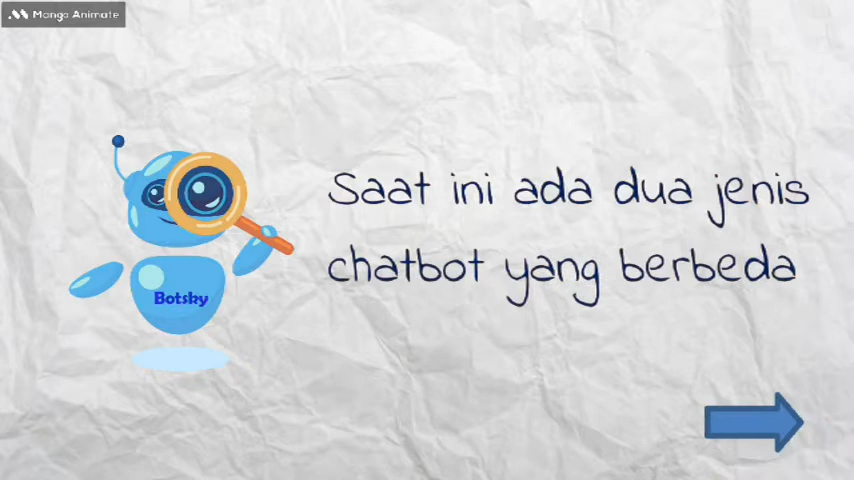 Mango Animate
Saat ini ada dua jenis
chatbot yang berbeda
Botsky